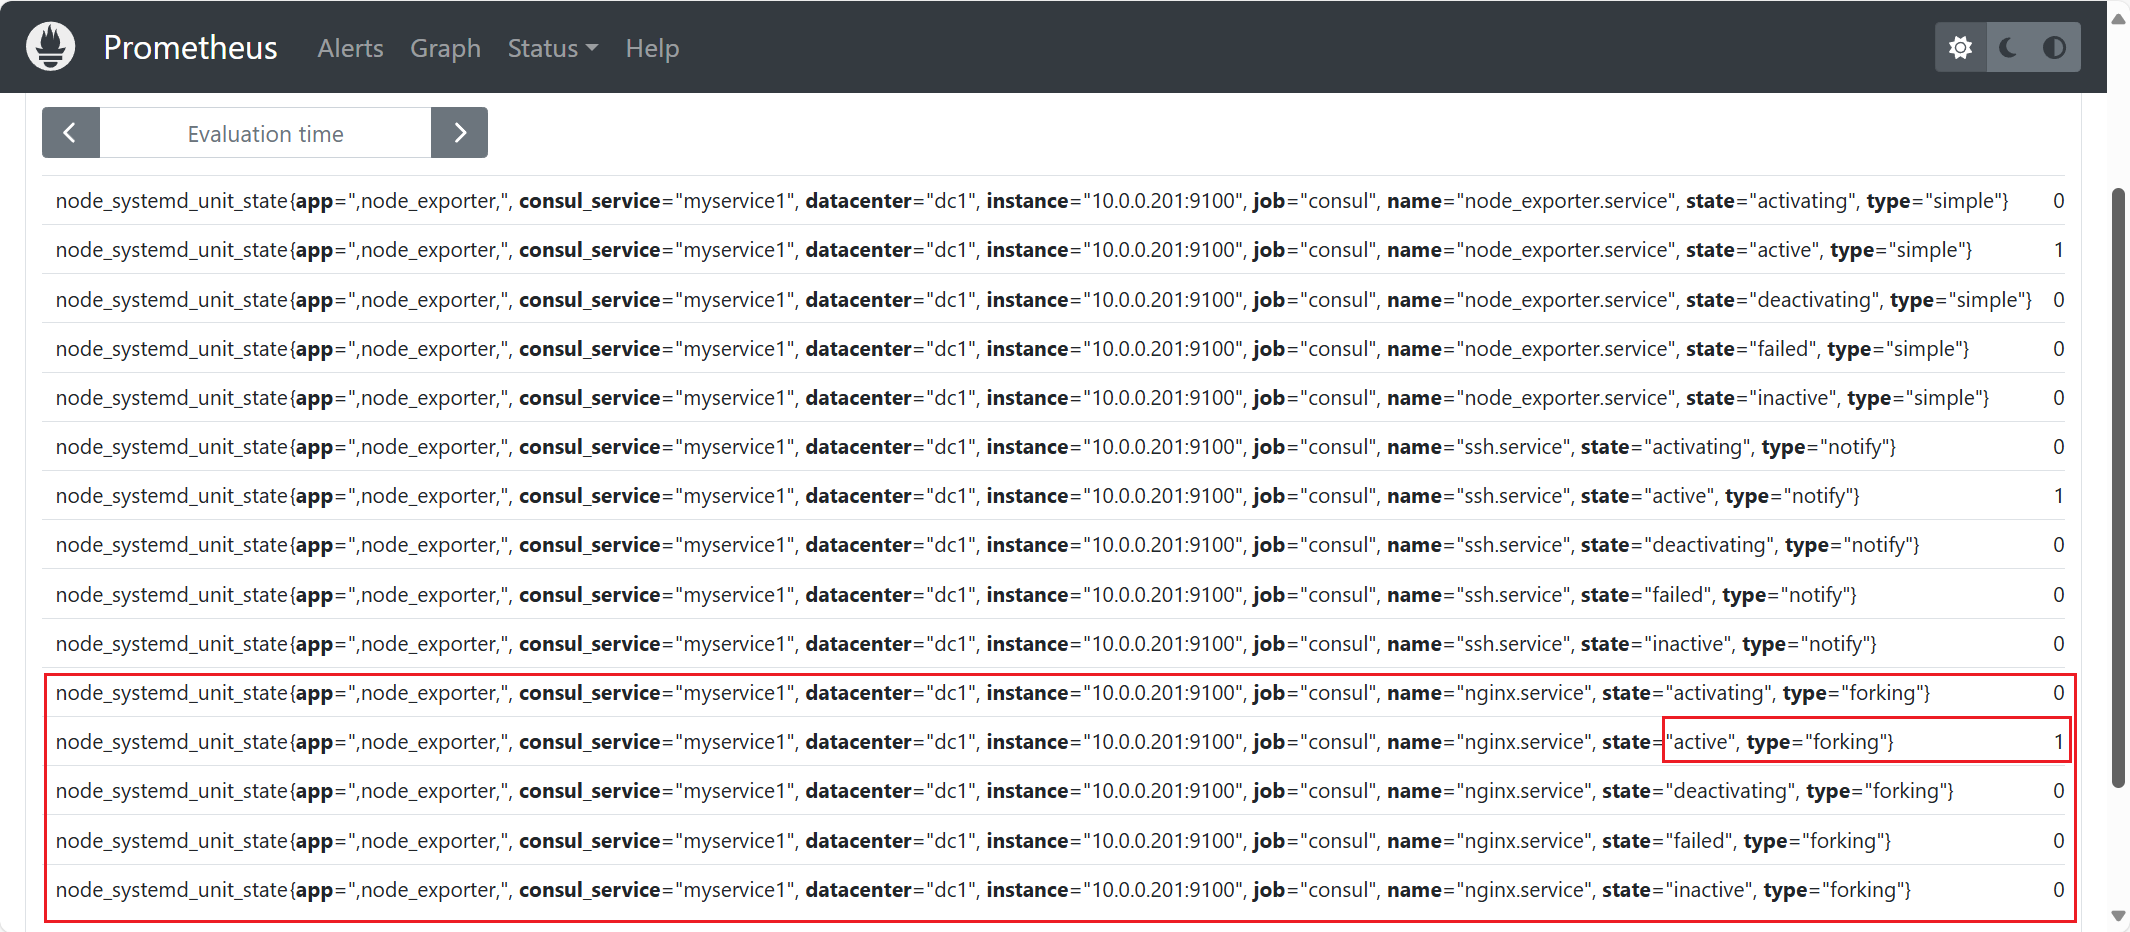 Prometheus Alerts Graph Status Help
Evaluation time
node_systemd_unit_state{app=",node_exporter,", consul_service="myservice1", datacenter="dc1", instance="10.0.0.201:9100", job="consul", name="node_exporter.service", state="activating", type="simple"} 0
node_systemd_unit_state{app=",node_exporter,", consul_service="myservice1", datacenter="dc1", instance="10.0.0.201:9100", job="consul", name="node_exporter.service", state="active", type="simple"} 1
node_systemd_unit_state{app=",node_exporter,", consul_service="myservice1", datacenter="dc1", instance="10.0.0.201:9100", job="consul", name="node_exporter.service", state="deactivating", type="simple"} 0
node_systemd_unit_state{app=",node_exporter,", consul_service="myservice1", datacenter="dc1", instance="10.0.0.201:9100", job="consul", name="node_exporter.service", state="failed", type="simple"} 0
node_systemd_unit_state{app=",node_exporter,", consul_service="myservice1", datacenter="dc1", instance="10.0.0.201:9100", job="consul", name="node_exporter.service", state="inactive", type="simple"} 0
node_systemd_unit_state{app=",node_exporter,", consul_service="myservice1", datacenter="dc1", instance="10.0.0.201:9100", job="consul", name="ssh.service", state="activating", type="notify"} 0
node_systemd_unit_state{app=",node_exporter,", consul_service="myservice1", datacenter="dc1", instance="10.0.0.201:9100", job="consul", name="ssh.service", state="active", type="notify"} 1
node_systemd_unit_state{app=",node_exporter,", consul_service="myservice1", datacenter="dc1", instance="10.0.0.201:9100", job="consul", name="ssh.service", state="deactivating", type="notify"} 0
node_systemd_unit_state{app=",node_exporter,", consul_service="myservice1", datacenter="dc1", instance="10.0.0.201:9100", job="consul", name="ssh.service", state="failed", type="notify"} 0
node_systemd_unit_state{app=",node_exporter,", consul_service="myservice1", datacenter="dc1", instance="10.0.0.201:9100", job="consul", name="ssh.service", state="inactive", type="notify"} 0
node_systemd_unit_state{app=",node_exporter,", consul_service="myservice1", datacenter="dc1", instance="10.0.0.201:9100", job="consul", name="nginx.service", state="activating", type="forking"} 0
node_systemd_unit_state{app=",node_exporter,", consul_service="myservice1", datacenter="dc1", instance="10.0.0.201:9100", job="consul", name="nginx.service", state="active", type="forking"} 1
node_systemd_unit_state{app=",node_exporter,", consul_service="myservice1", datacenter="dc1", instance="10.0.0.201:9100", job="consul", name="nginx.service", state="deactivating", type="forking"} 0
node_systemd_unit_state{app=",node_exporter,", consul_service="myservice1", datacenter="dc1", instance="10.0.0.201:9100", job="consul", name="nginx.service", state="failed", type="forking"} 0
node_systemd_unit_state{app=",node_exporter,", consul_service="myservice1", datacenter="dc1", instance="10.0.0.201:9100", job="consul", name="nginx.service", state="inactive", type="forking"} 0